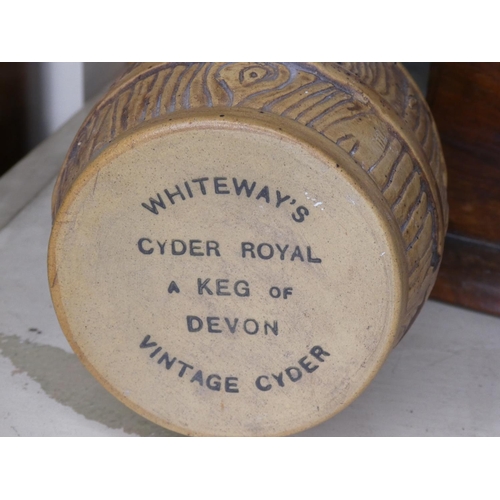 WHITEWAY'S
CYDER ROYAL
A KEG OF
DEVON
VINTAGE CYDER